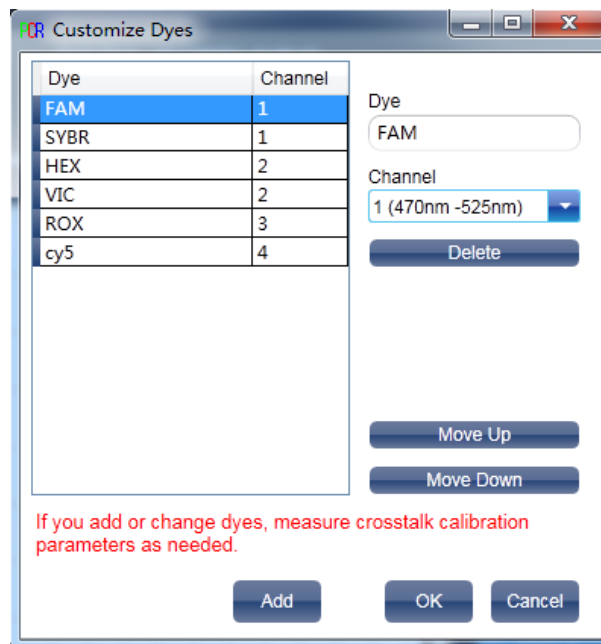 PCR Customize Dyes
Dye Channel
FAM 1
SYBR 1
HEX 2
VIC 2
ROX 3
cy5 4
Dye
FAM
Channel
1 (470nm -525nm)
Delete
Move Up
Move Down
If you add or change dyes, measure crosstalk calibration
parameters as needed.
Add OK Cancel